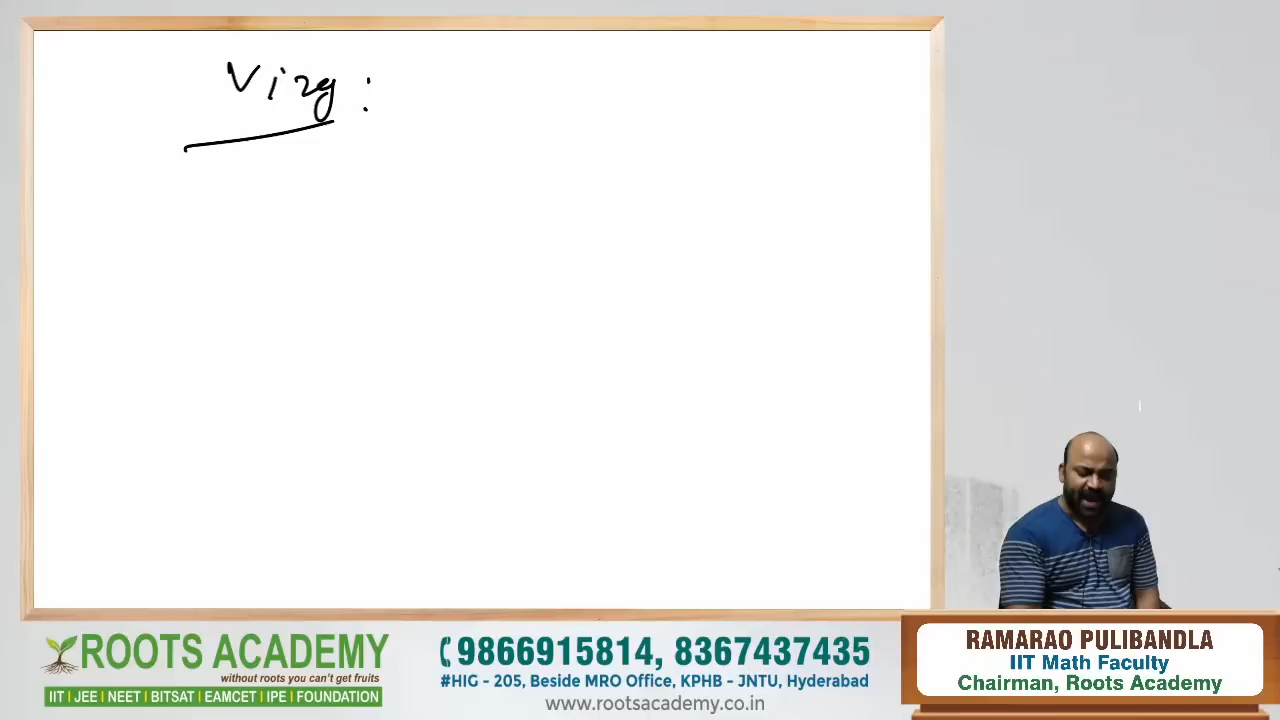 ROOTS ACADEMY
without roots you can't get fruits
IIT | JEE | NEET | BITSAT | EAMCET | IPE | FOUNDATION
9866915814, 8367437435
#HIG - 205, Beside MRO Office, KPHB - JNTU, Hyderabad
www.rootsacademy.co.in
RAMARAO PULIBANDLA
IIT Math Faculty
Chairman, Roots Academy